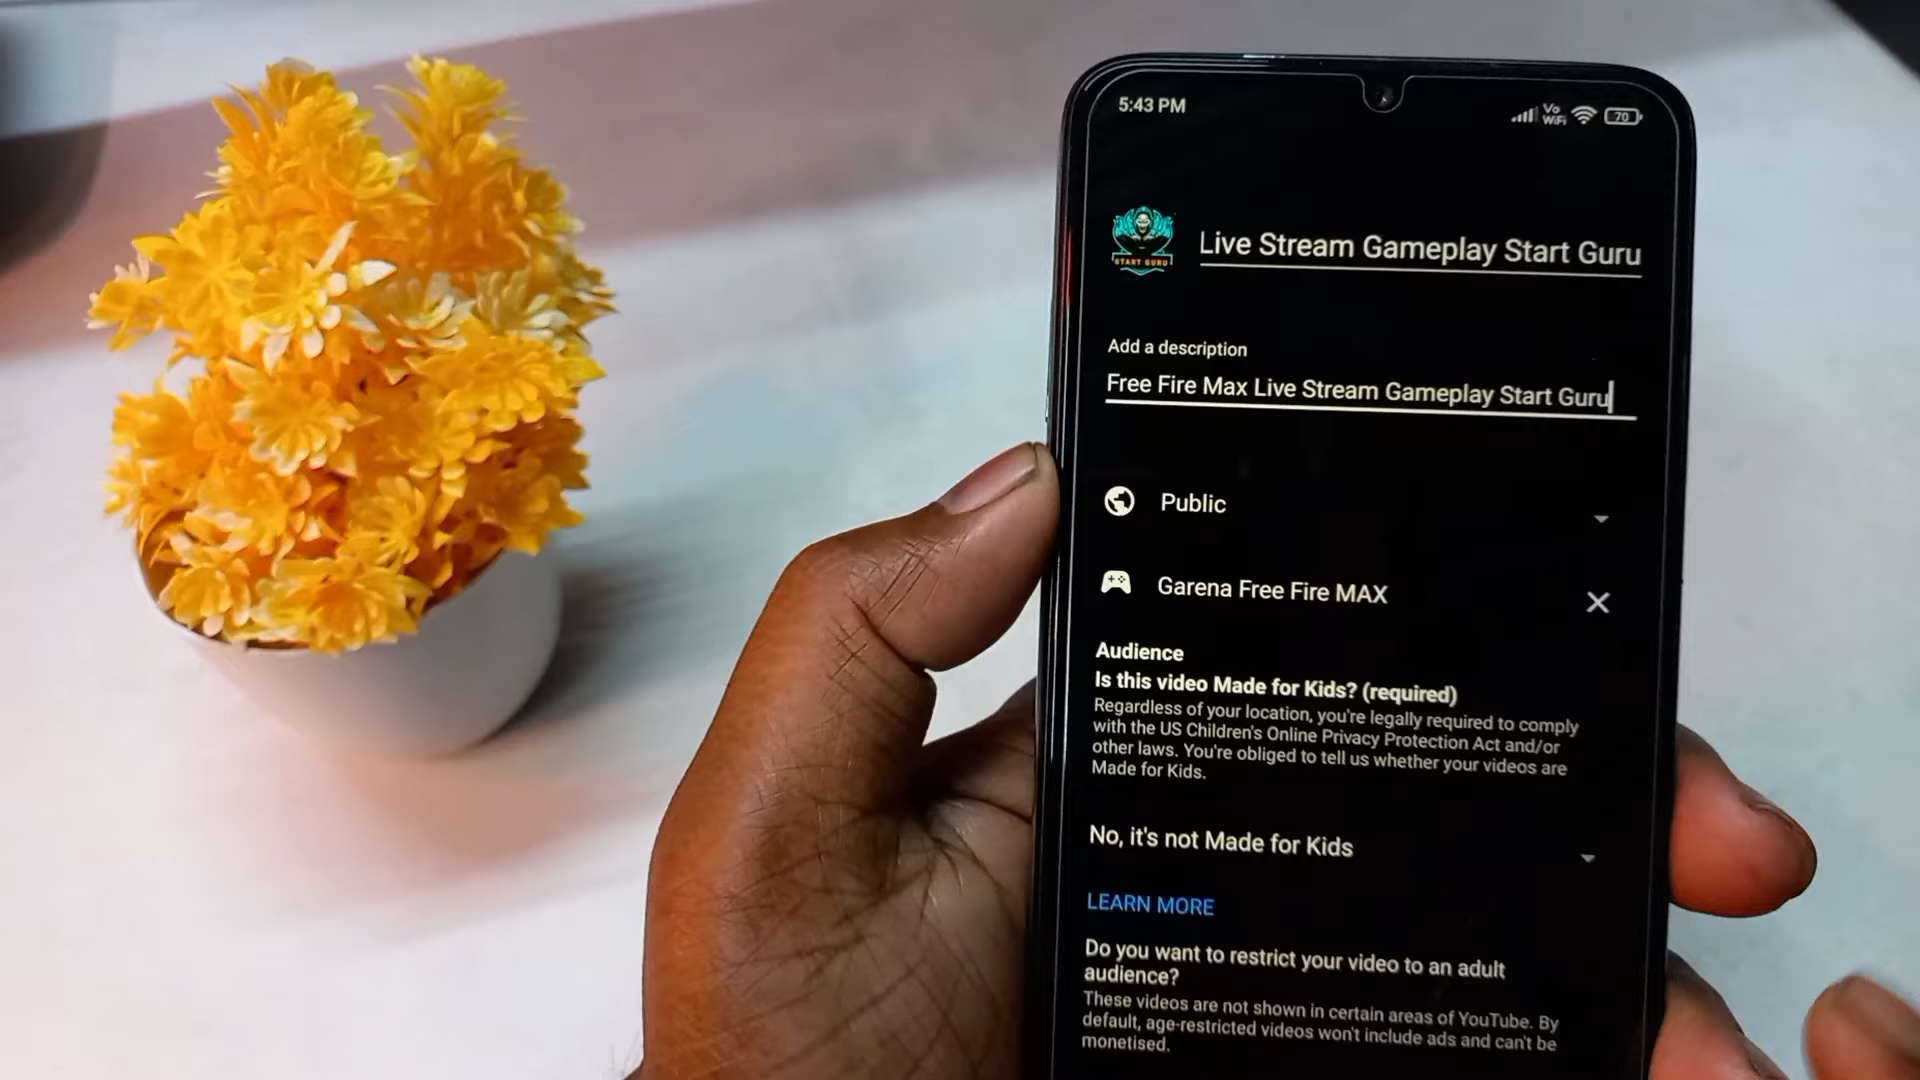 5:43 PM
Vo
WiFi
70
START GURU
Live Stream Gameplay Start Guru
Add a description
Free Fire Max Live Stream Gameplay Start Guru
Public
Garena Free Fire MAX
Audience
Is this video Made for Kids? (required)
Regardless of your location, you're legally required to comply
with the US Children's Online Privacy Protection Act and/or
other laws. You're obliged to tell us whether your videos are
Made for Kids.
No, it's not Made for Kids
LEARN MORE
Do you want to restrict your video to an adult
audience?
These videos are not shown in certain areas of YouTube. By
default, age-restricted videos won't include ads and can't be
monetised.